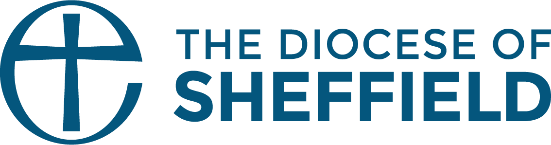 THE DIOCESE OF
SHEFFIELD